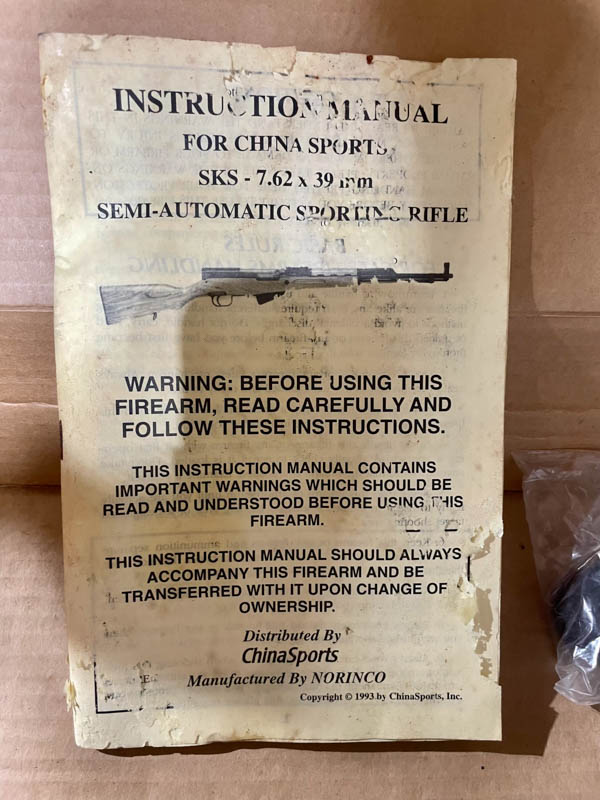 INSTRUCTION MANUAL
FOR CHINA SPORTS
SKS - 7.62 x 39 mm
SEMI-AUTOMATIC SPORTING RIFLE
WARNING: BEFORE USING THIS
FIREARM, READ CAREFULLY AND
FOLLOW THESE INSTRUCTIONS.
THIS INSTRUCTION MANUAL CONTAINS
IMPORTANT WARNINGS WHICH SHOULD BE
READ AND UNDERSTOOD BEFORE USING THIS
FIREARM.
THIS INSTRUCTION MANUAL SHOULD ALWAYS
ACCOMPANY THIS FIREARM AND BE
TRANSFERRED WITH IT UPON CHANGE OF
OWNERSHIP.
Distributed By
ChinaSports
Manufactured By NORINCO
Copyright © 1993 by ChinaSports, Inc.